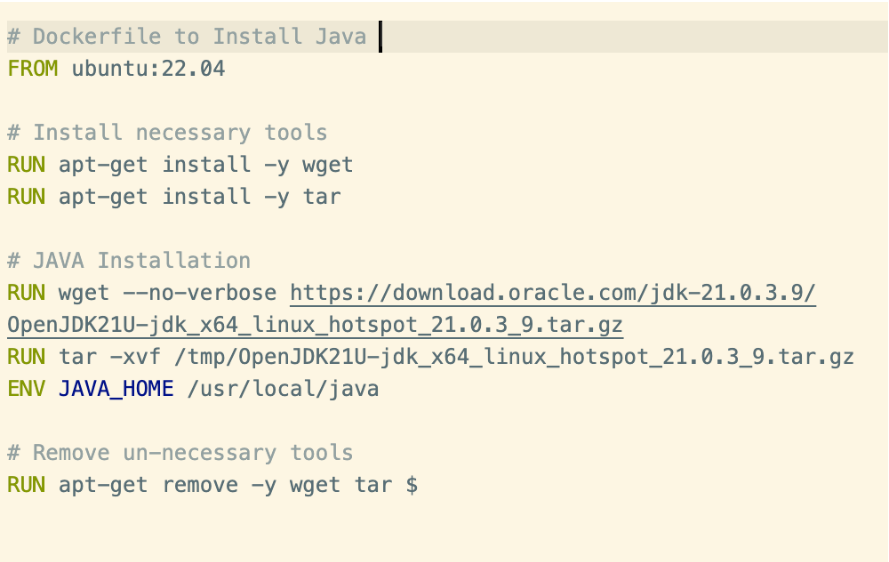 # Dockerfile to Install Java
FROM ubuntu:22.04
# Install necessary tools
RUN apt-get install -y wget
RUN apt-get install -y tar
# JAVA Installation
RUN wget --no-verbose https://download.oracle.com/jdk-21.0.3.9/
OpenJDK21U-jdk_x64_linux_hotspot_21.0.3_9.tar.gz
RUN tar -xvf /tmp/OpenJDK21U-jdk_x64_linux_hotspot_21.0.3_9.tar.gz
ENV JAVA_HOME /usr/local/java
# Remove un-necessary tools
RUN apt-get remove -y wget tar $